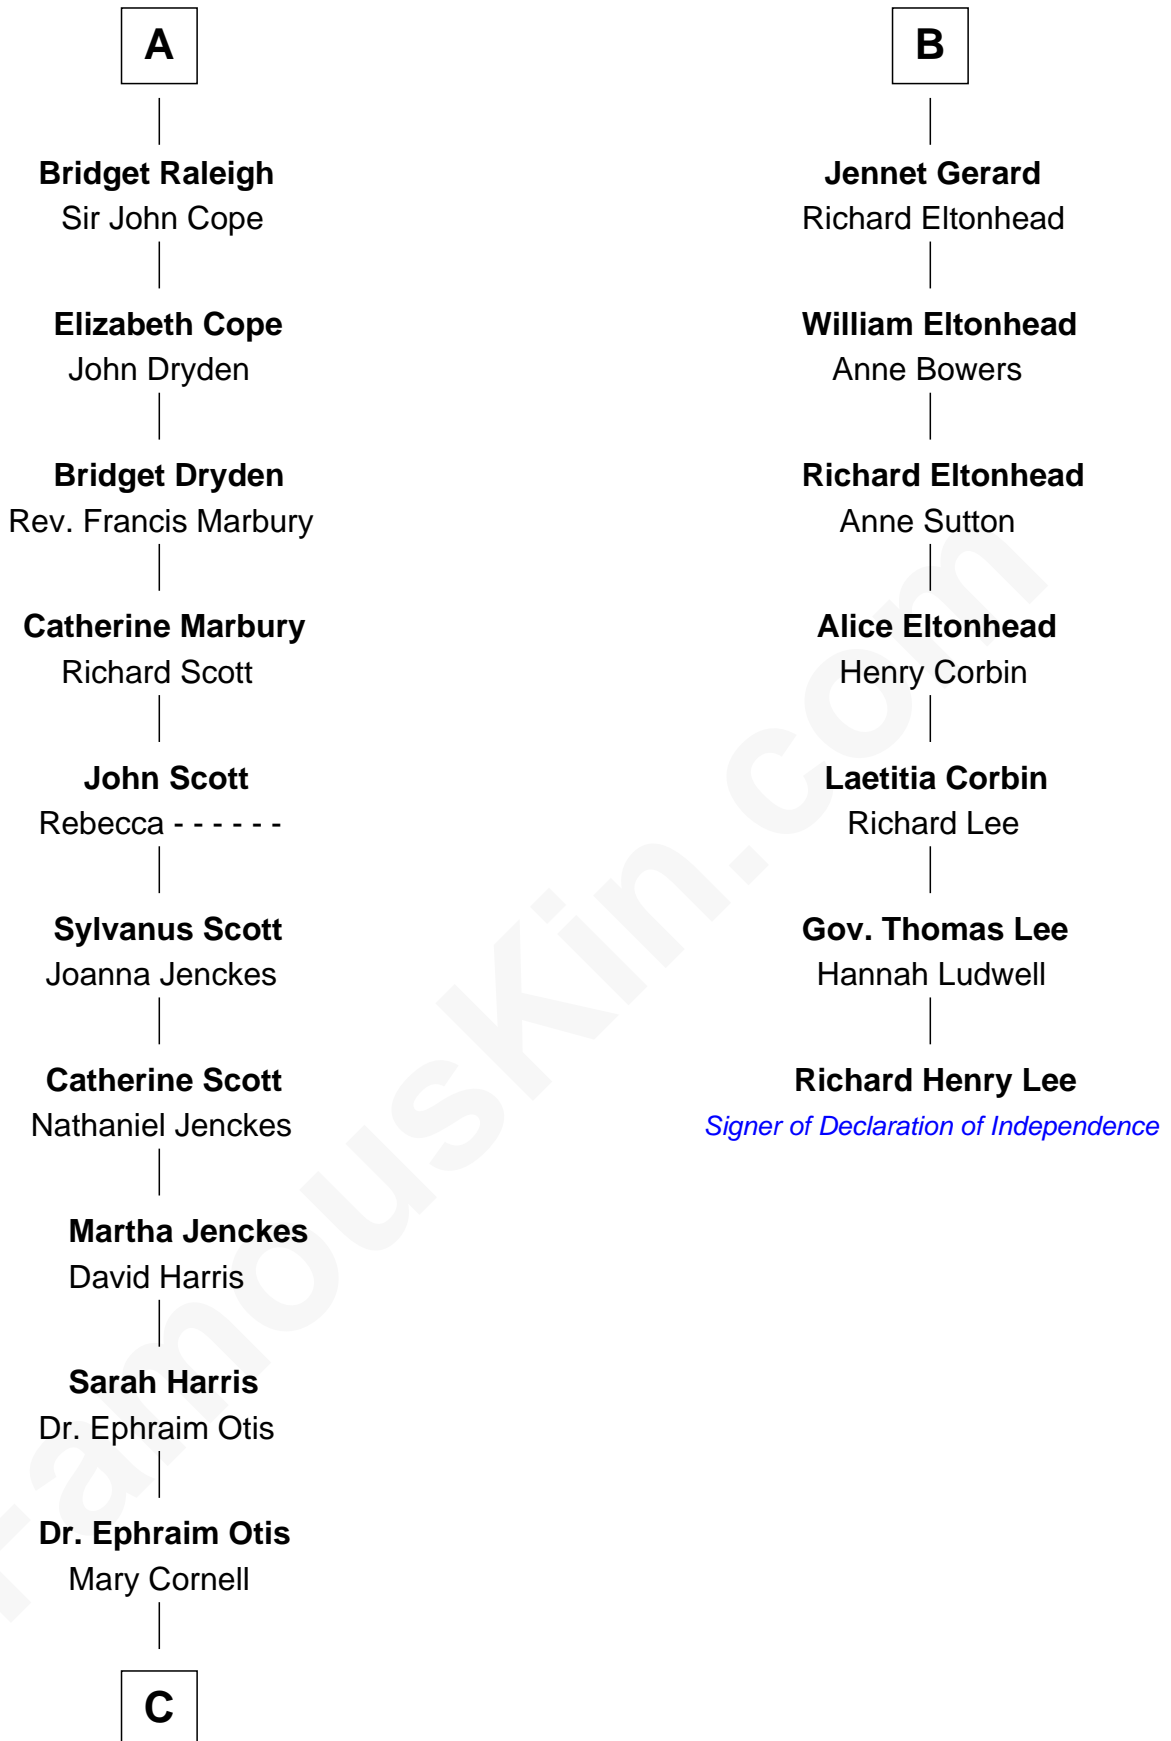 A
Bridget Raleigh
Sir John Cope
Elizabeth Cope
John Dryden
Bridget Dryden
Rev. Francis Marbury
Catherine Marbury
Richard Scott
John Scott
Rebecca - - - - - -
Sylvanus Scott
Joanna Jenckes
Catherine Scott
Nathaniel Jenckes
Martha Jenckes
David Harris
Sarah Harris
Dr. Ephraim Otis
Dr. Ephraim Otis
Mary Cornell
C
B
Jennet Gerard
Richard Eltonhead
William Eltonhead
Anne Bowers
Richard Eltonhead
Anne Sutton
Alice Eltonhead
Henry Corbin
Laetitia Corbin
Richard Lee
Gov. Thomas Lee
Hannah Ludwell
Richard Henry Lee
Signer of Declaration of Independence
FamousKin.com